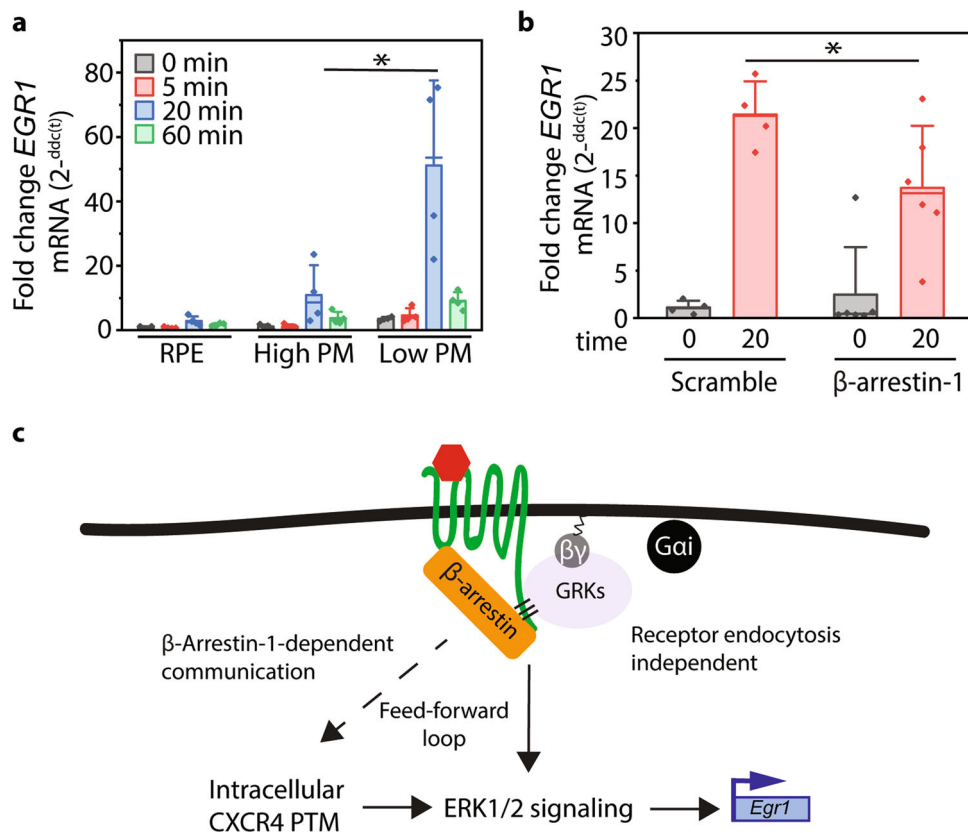 a
Fold change EGR1
mRNA (2-ddc(t))
80
60
40
20
0
0 min
5 min
20 min
60 min
*
RPE
High PM
Low PM
b
Fold change EGR1
mRNA (2-ddc(t))
30
25
20
15
10
5
0
*
time
0
20
0
20
Scramble
β-arrestin-1
c
β-arrestin
βγ
GRKs
Gαi
β-Arrestin-1-dependent
communication
Receptor endocytosis
independent
Feed-forward
loop
Intracellular
CXCR4 PTM
ERK1/2 signaling
Egr1